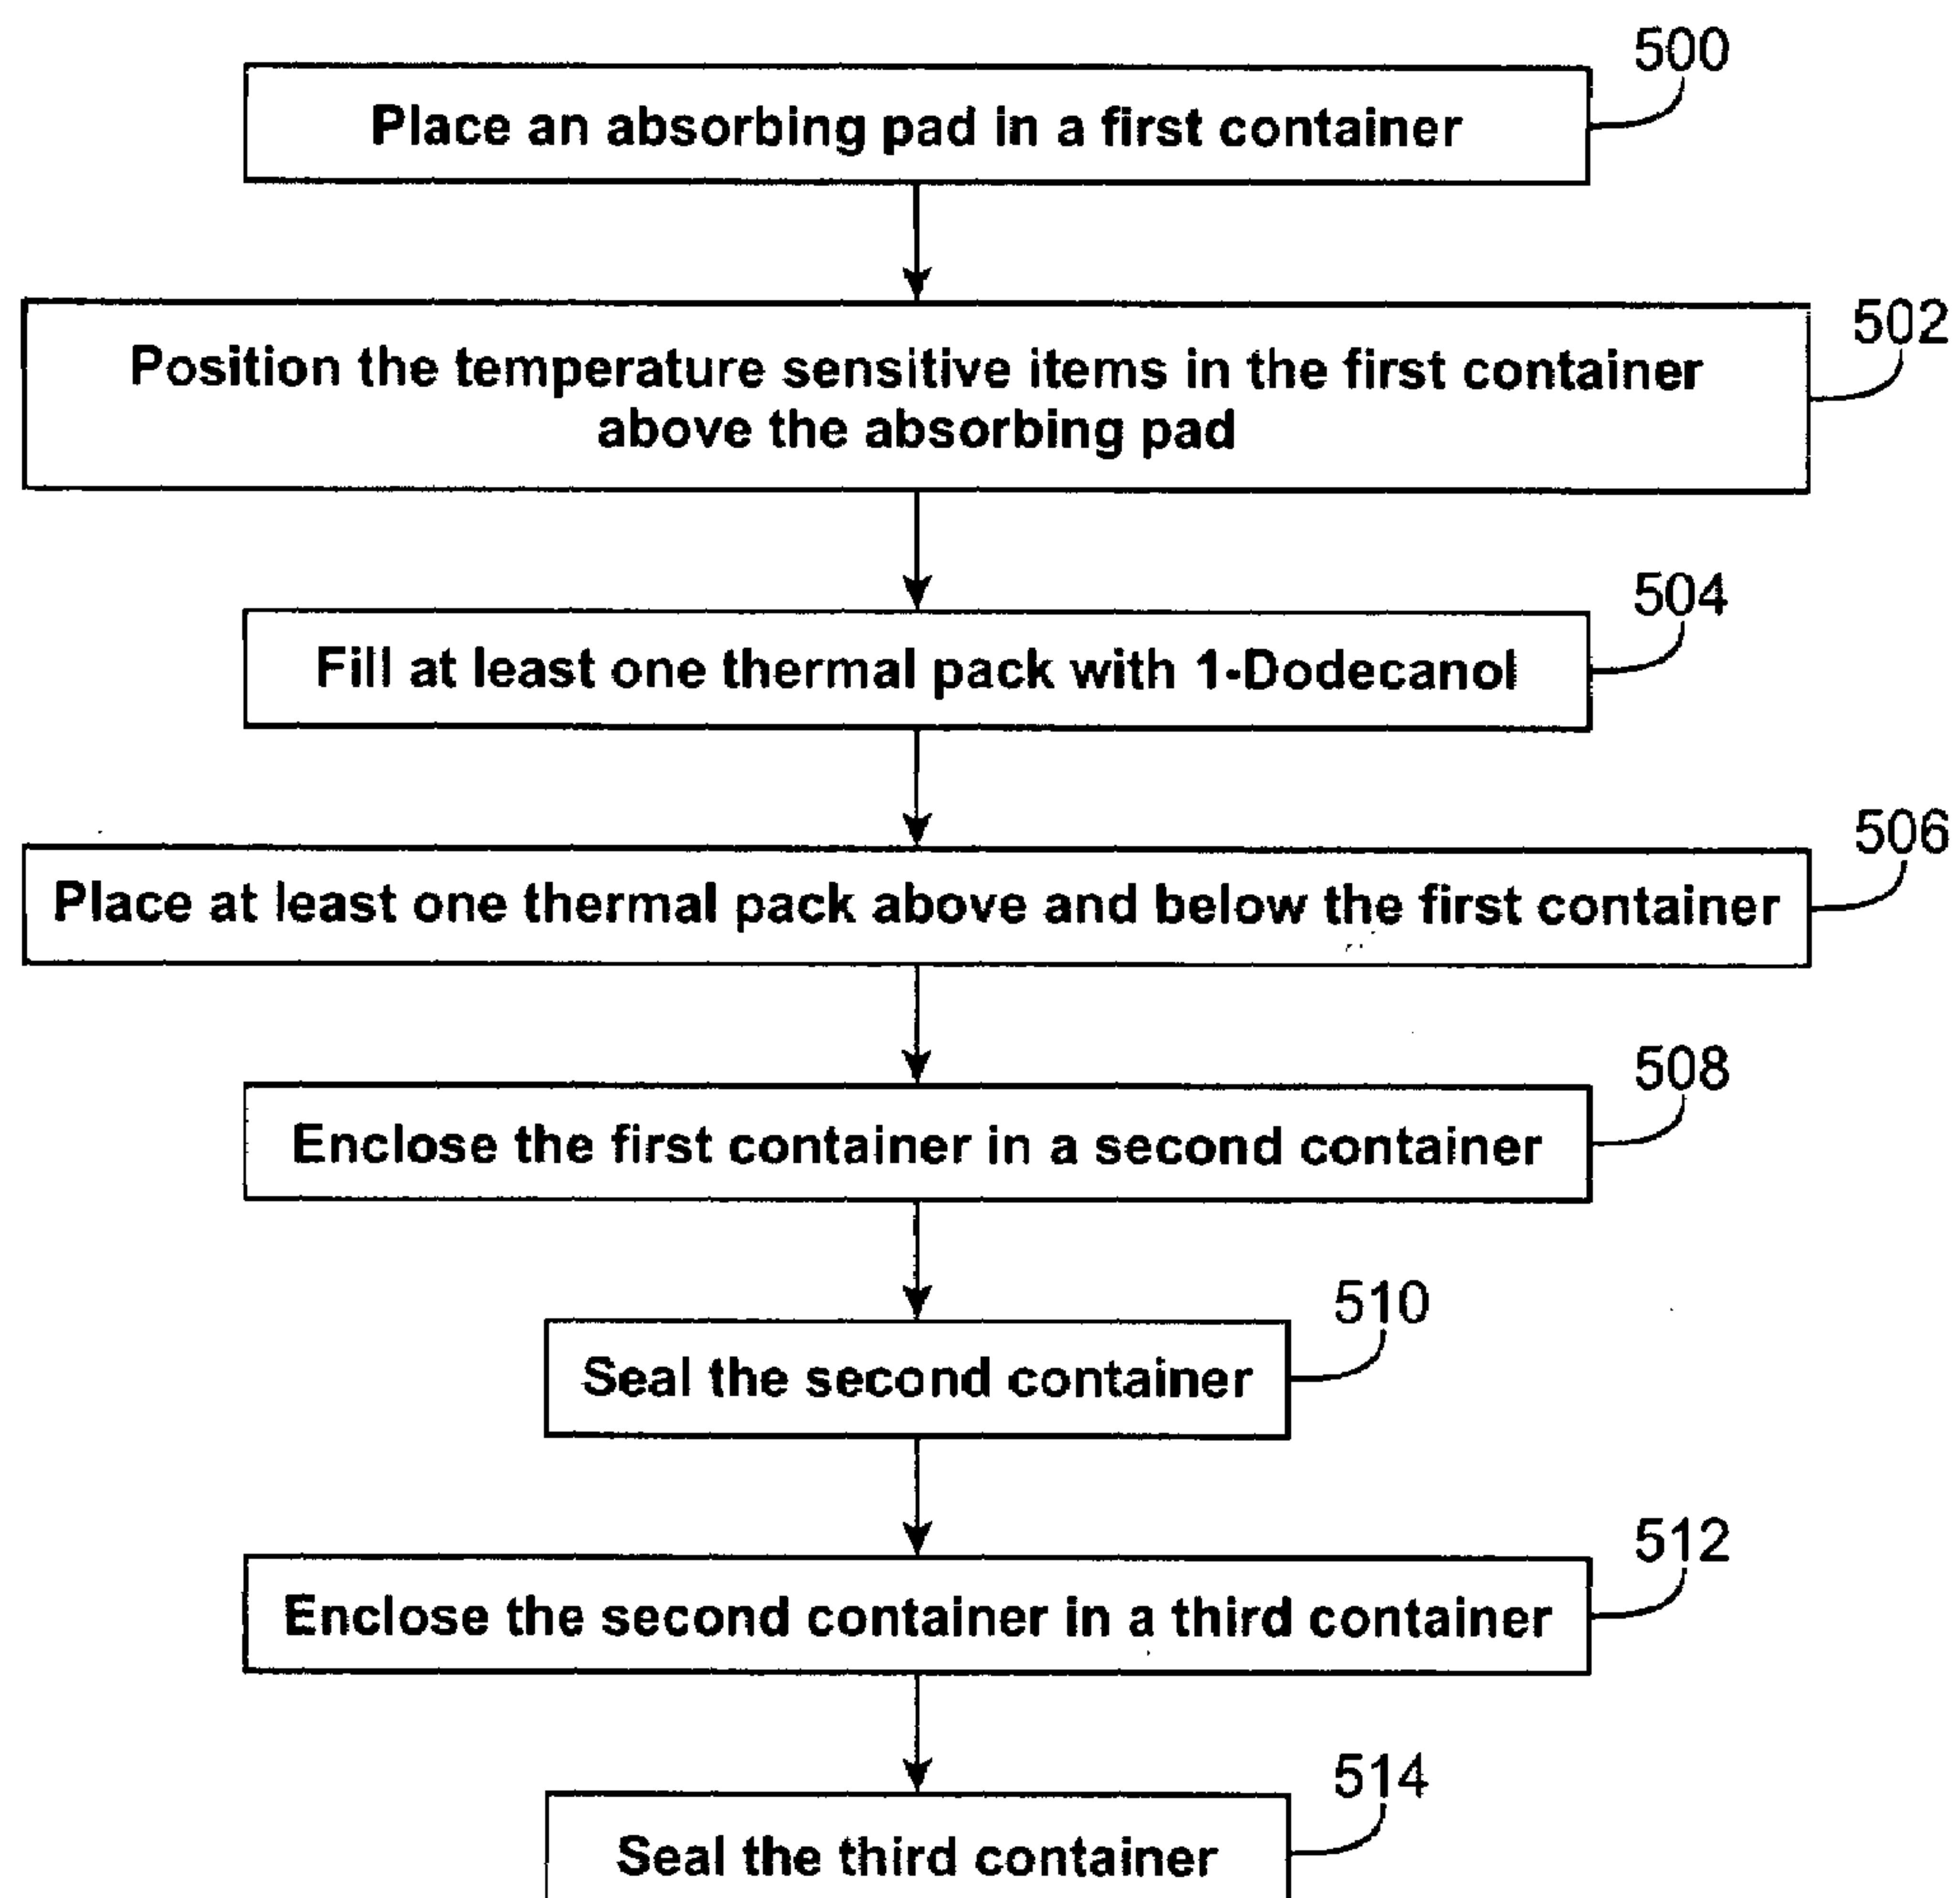 500
Place an absorbing pad in a first container
502
Position the temperature sensitive items in the first container
above the absorbing pad
504
Fill at least one thermal pack with 1-Dodecanol
506
Place at least one thermal pack above and below the first container
508
Enclose the first container in a second container
510
Seal the second container
512
Enclose the second container in a third container
514
Seal the third container